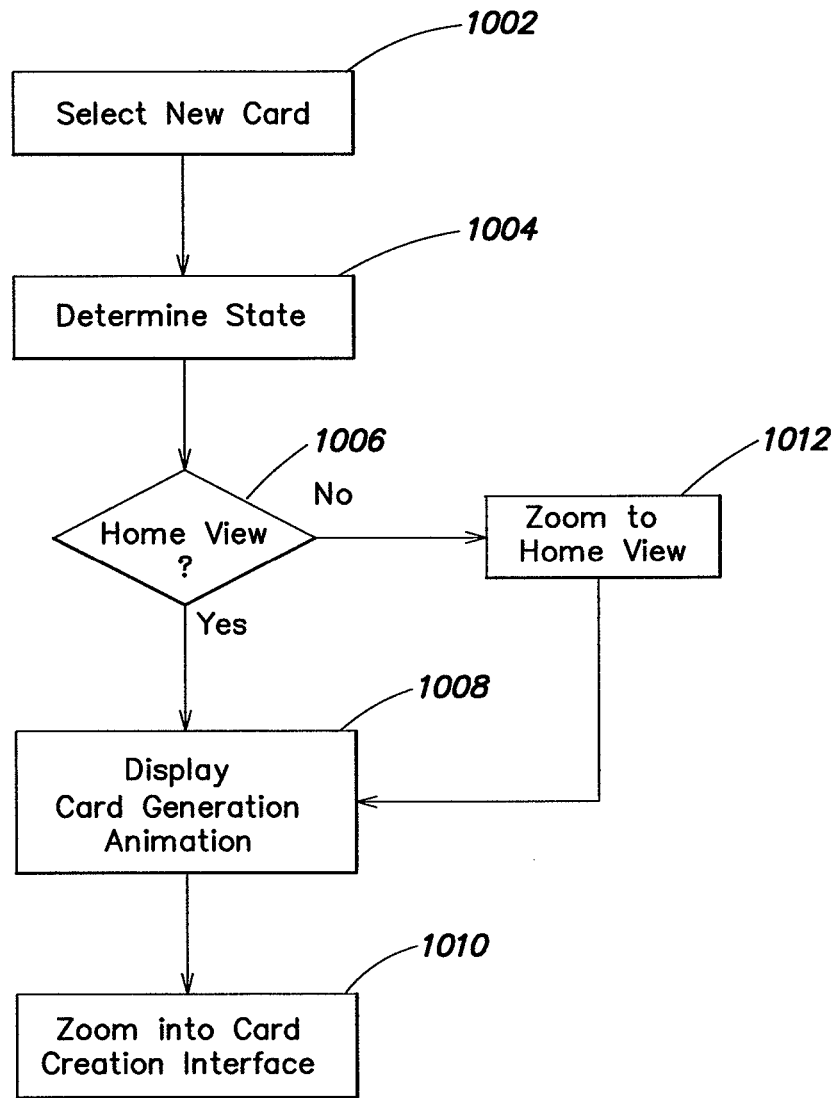 1002
Select New Card
1004
Determine State
1006
Home View
?
No
1012
Zoom to
Home View
Yes
1008
Display
Card Generation
Animation
1010
Zoom into Card
Creation Interface